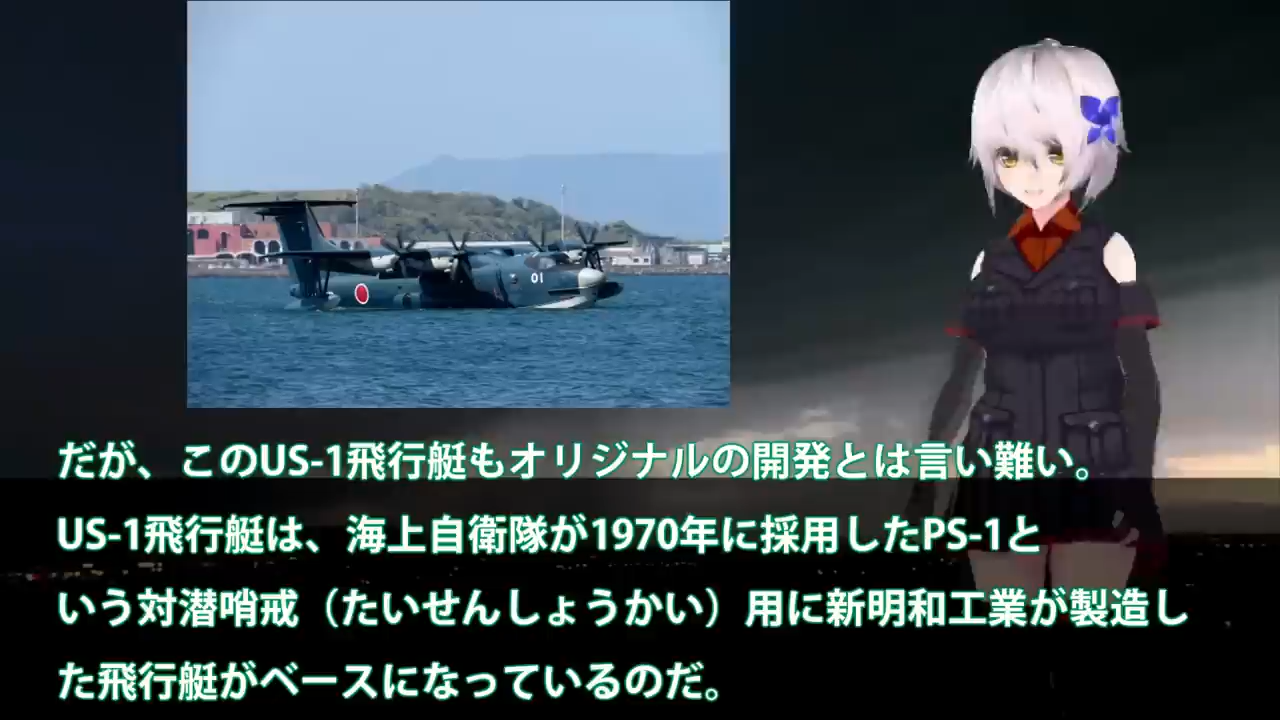 01
だが、このUS-1飛行艇もオリジナルの開発とは言い難い。
US-1飛行艇は、海上自衛隊が1970年に採用したPS-1と
いう対潜哨戒（たいせんしょうかい）用に新明和工業が製造し
た飛行艇がベースになっているのだ。